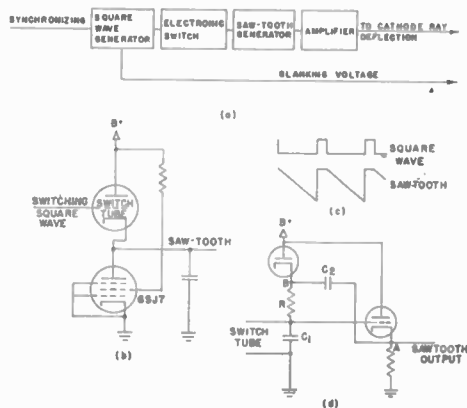 SYNCHRONIZING
SQUARE
WAVE
GENERATOR
ELECTRONIC
SWITCH
SAW-TOOTH
GENERATOR
AMPLIFIER
TO CATHODE RAY
DEFLECTION
BLANKING VOLTAGE
(a)
B+
SWITCHING
SQUARE
WAVE
SWITCH
TUBE
SAW-TOOTH
6SJ7
(b)
SQUARE
WAVE
SAW-TOOTH
(c)
B+
B
C2
R
SWITCH
TUBE
C1
A
SAWTOOTH
OUTPUT
(d)